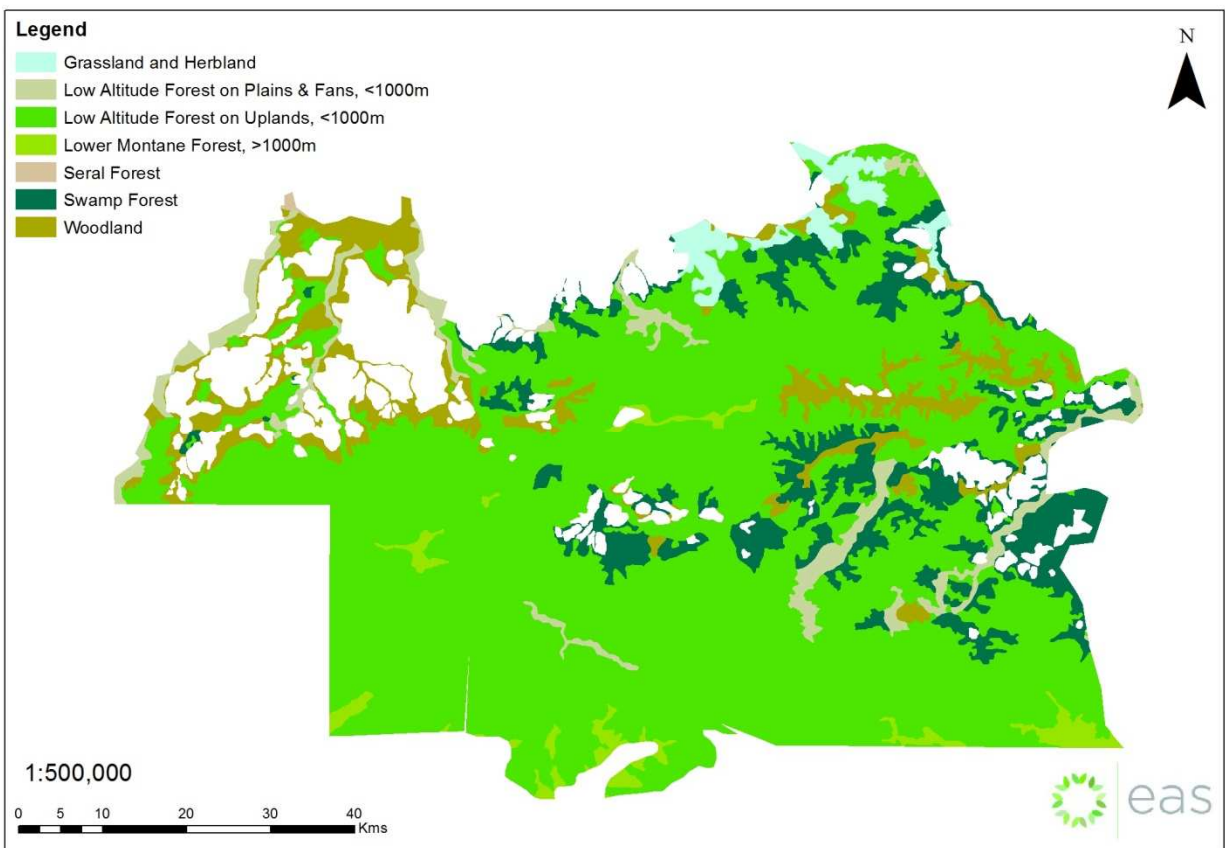 Legend
Grassland and Herbland
Low Altitude Forest on Plains & Fans, <1000m
Low Altitude Forest on Uplands, <1000m
Lower Montane Forest, >1000m
Seral Forest
Swamp Forest
Woodland
N
1:500,000
0 5 10 20 30 40
Kms
eas